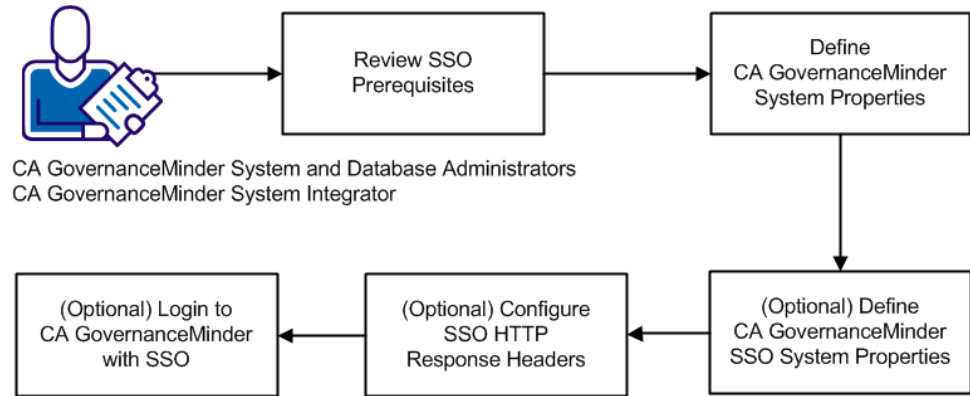 Review SSO
Prerequisites
Define
CA GovernanceMinder
System Properties
CA GovernanceMinder System and Database Administrators
CA GovernanceMinder System Integrator
(Optional) Define
CA GovernanceMinder
SSO System Properties
(Optional) Configure
SSO HTTP
Response Headers
(Optional) Login to
CA GovernanceMinder
with SSO